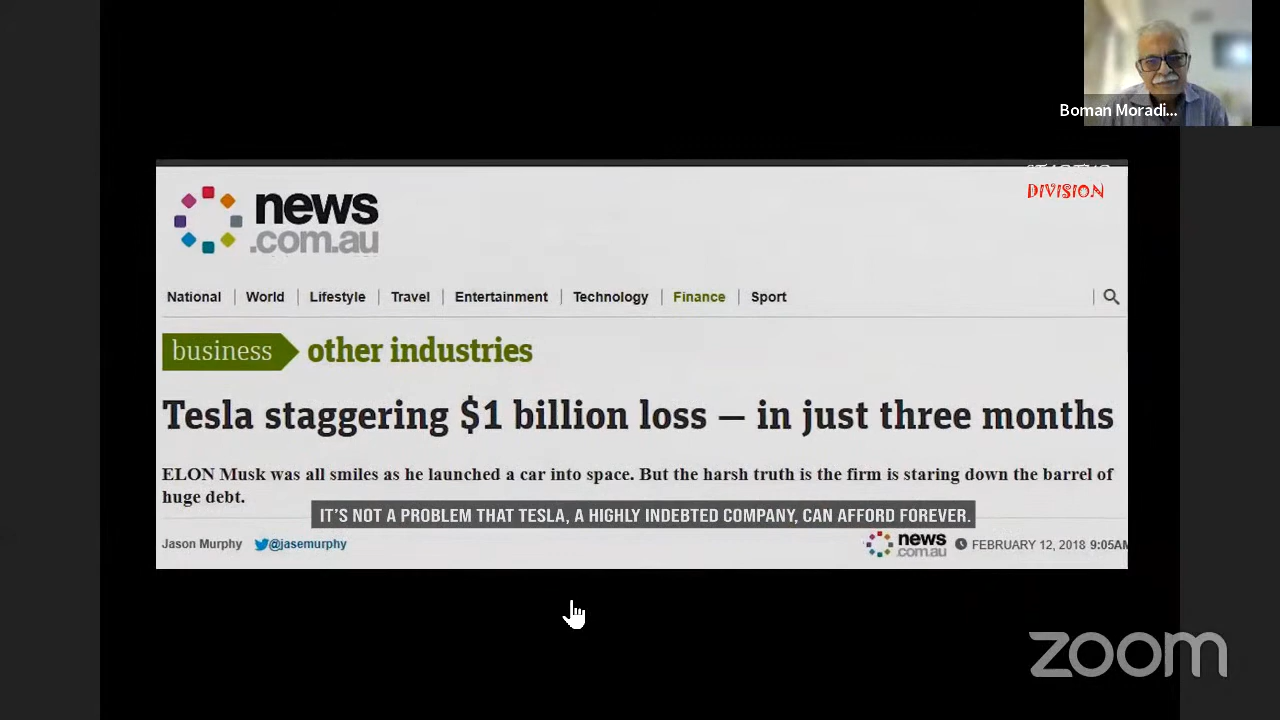 Boman Moradi...
DIVISION
news
.com.au
National World Lifestyle Travel Entertainment Technology Finance Sport
business other industries
Tesla staggering $1 billion loss — in just three months
ELON Musk was all smiles as he launched a car into space. But the harsh truth is the firm is staring down the barrel of
huge debt.
IT'S NOT A PROBLEM THAT TESLA, A HIGHLY INDEBTED COMPANY, CAN AFFORD FOREVER.
Jason Murphy @jasemurphy
news
.com.au
FEBRUARY 12, 2018 9:05AM
zoom